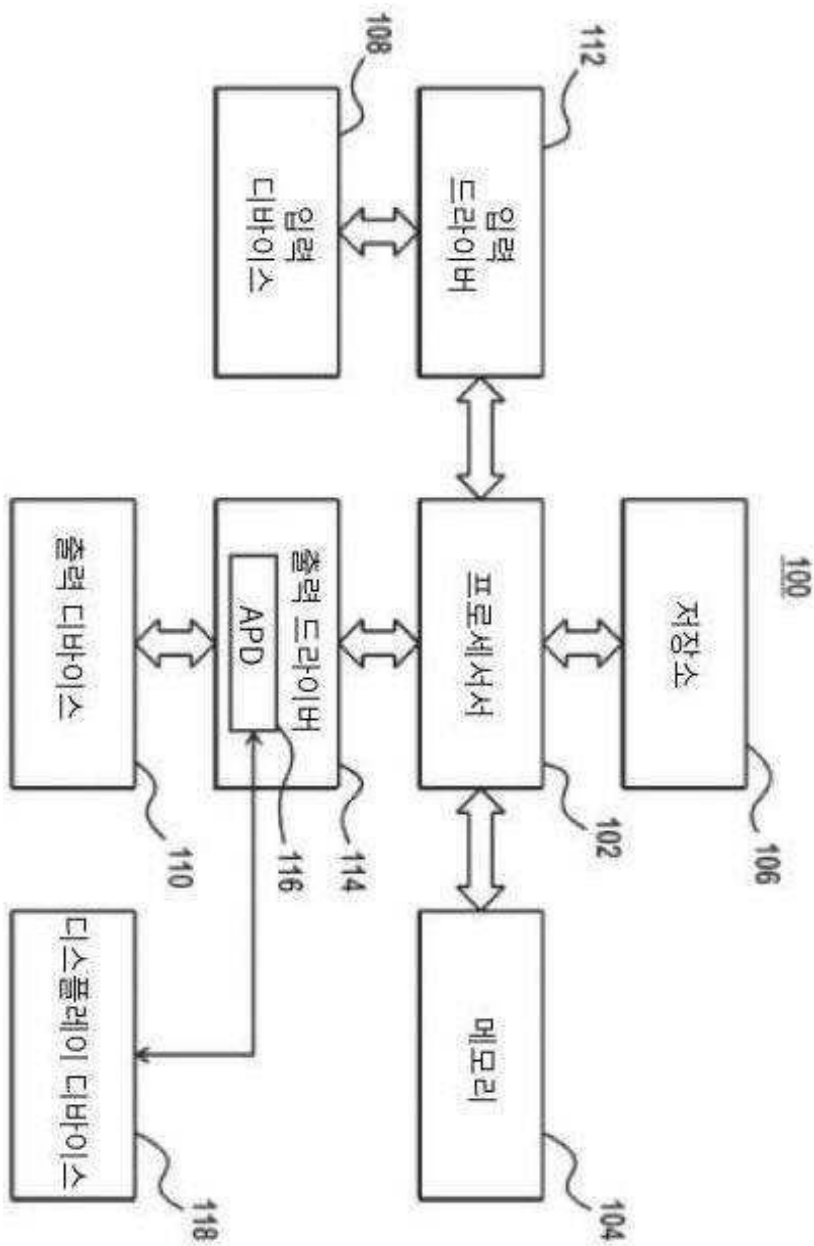 100
106
저장소
112
102
104
입력
드라이버
프로세서서
메모리
108
114
입력
디바이스
출력 드라이버
116
APD
110
118
출력 디바이스
디스플레이 디바이스